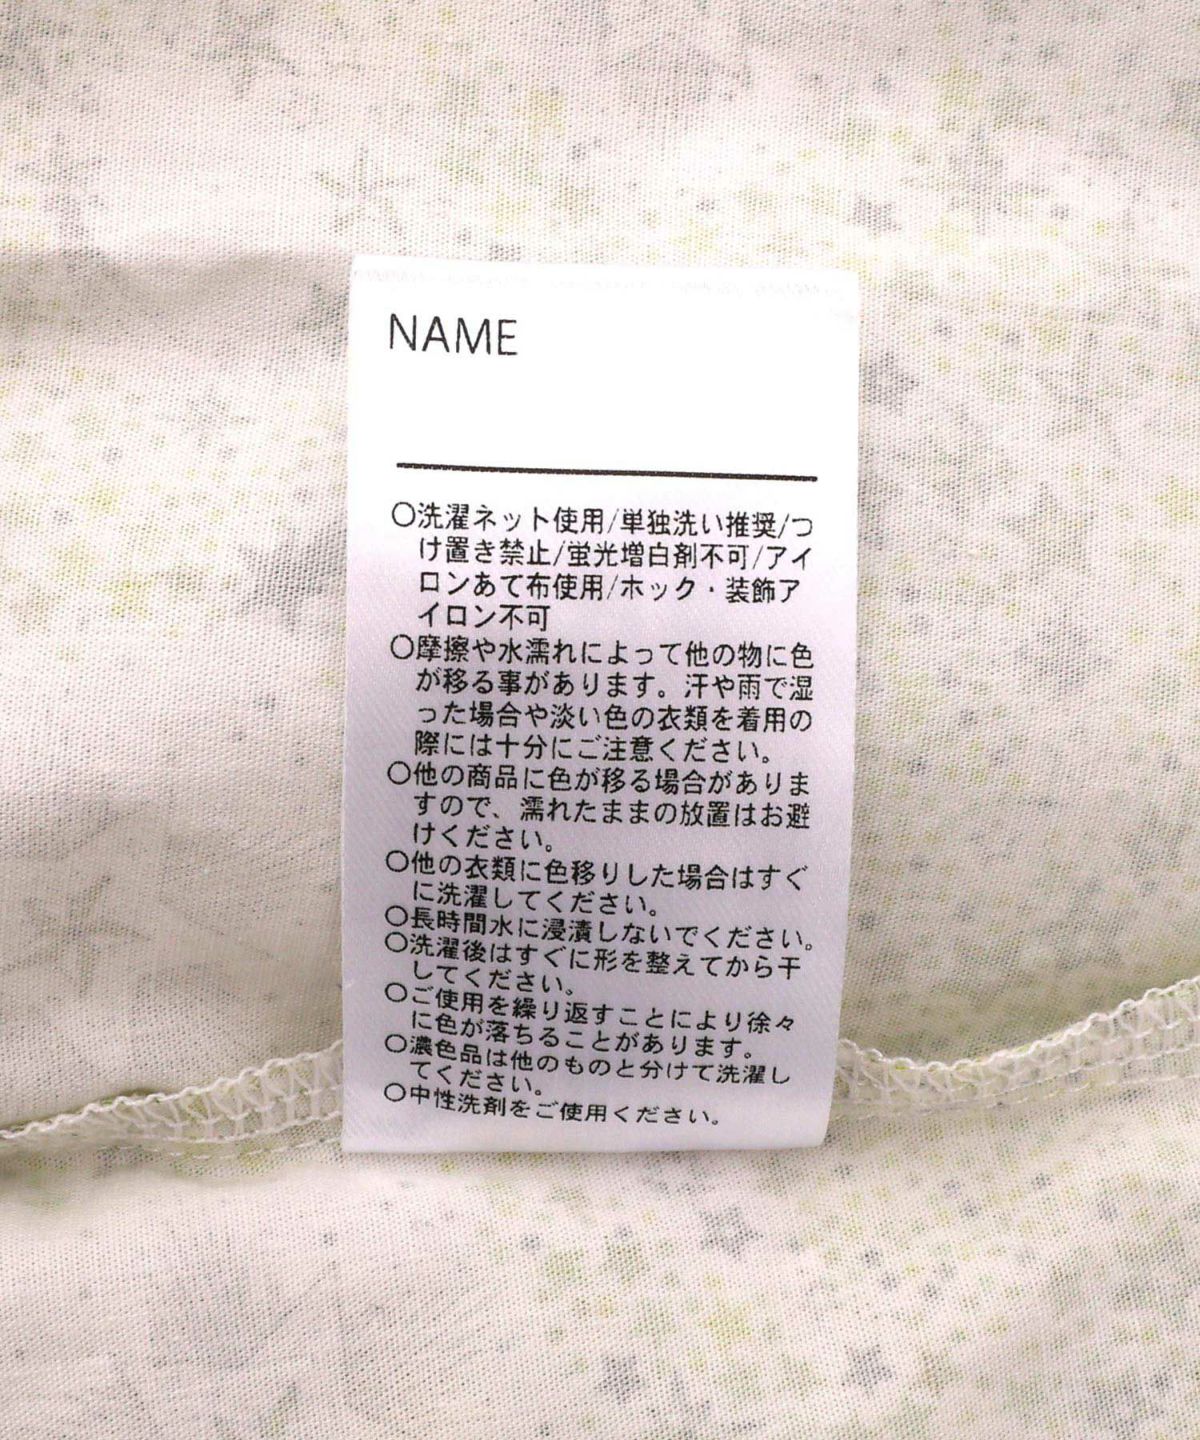 NAME
〇洗濯ネット使用/単独洗い推奨/つ
け置き禁止/蛍光増白剤不可/アイ
ロンあて布使用/ホック・装飾ア
イロン不可
〇摩擦や水濡れによって他の物に色
が移る事があります。汗や雨で湿
った場合や淡い色の衣類を着用の
際には十分にご注意ください。
〇他の商品に色が移る場合がありま
すので、濡れたままの放置はお避
けください。
〇他の衣類に色移りした場合はすぐ
に洗濯してください。
〇長時間水に浸漬しないでください。
〇洗濯後はすぐに形を整えてから干
してください。
〇ご使用を繰り返すことにより徐々
に色が落ちることがあります。
〇濃色品は他のものと分けて洗濯し
てください。
〇中性洗剤をご使用ください。